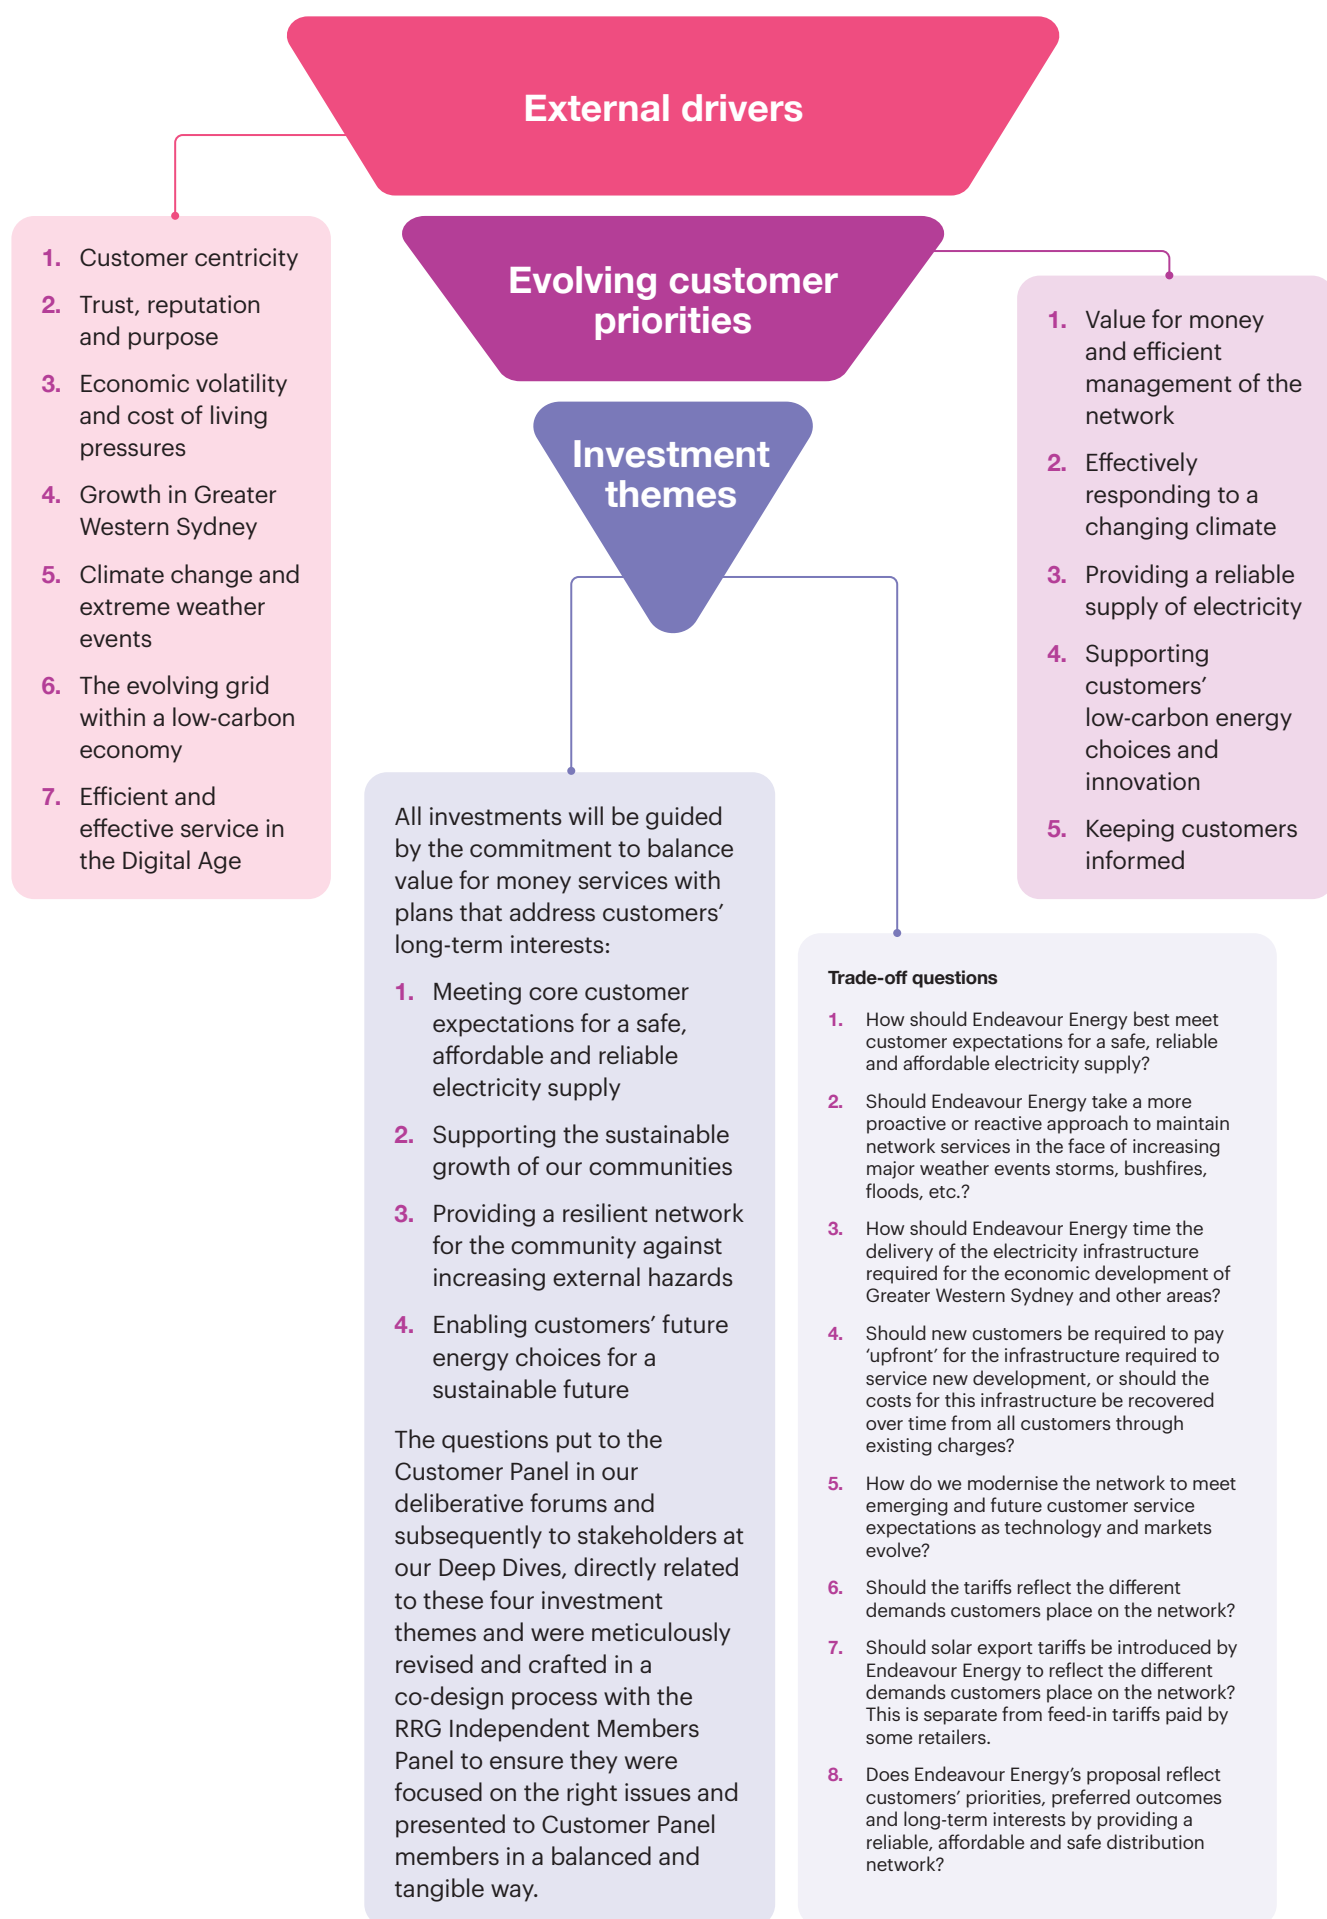 External drivers
1. Customer centricity
2. Trust, reputation
and purpose
3. Economic volatility
and cost of living
pressures
4. Growth in Greater
Western Sydney
5. Climate change and
extreme weather
events
6. The evolving grid
within a low-carbon
economy
7. Efficient and
effective service in
the Digital Age
Evolving customer
priorities
1. Value for money
and efficient
management of the
network
2. Effectively
responding to a
changing climate
3. Providing a reliable
supply of electricity
4. Supporting
customers’
low-carbon energy
choices and
innovation
5. Keeping customers
informed
Investment
themes
All investments will be guided
by the commitment to balance
value for money services with
plans that address customers’
long-term interests:
1. Meeting core customer
expectations for a safe,
affordable and reliable
electricity supply
2. Supporting the sustainable
growth of our communities
3. Providing a resilient network
for the community against
increasing external hazards
4. Enabling customers’ future
energy choices for a
sustainable future
The questions put to the
Customer Panel in our
deliberative forums and
subsequently to stakeholders at
our Deep Dives, directly related
to these four investment
themes and were meticulously
revised and crafted in a
co-design process with the
RRG Independent Members
Panel to ensure they were
focused on the right issues and
presented to Customer Panel
members in a balanced and
tangible way.
Trade-off questions
1. How should Endeavour Energy best meet
customer expectations for a safe, reliable
and affordable electricity supply?
2. Should Endeavour Energy take a more
proactive or reactive approach to maintain
network services in the face of increasing
major weather events storms, bushfires,
floods, etc.?
3. How should Endeavour Energy time the
delivery of the electricity infrastructure
required for the economic development of
Greater Western Sydney and other areas?
4. Should new customers be required to pay
‘upfront’ for the infrastructure required to
service new development, or should the
costs for this infrastructure be recovered
over time from all customers through
existing charges?
5. How do we modernise the network to meet
emerging and future customer service
expectations as technology and markets
evolve?
6. Should the tariffs reflect the different
demands customers place on the network?
7. Should solar export tariffs be introduced by
Endeavour Energy to reflect the different
demands customers place on the network?
This is separate from feed-in tariffs paid by
some retailers.
8. Does Endeavour Energy’s proposal reflect
customers’ priorities, preferred outcomes
and long-term interests by providing a
reliable, affordable and safe distribution
network?